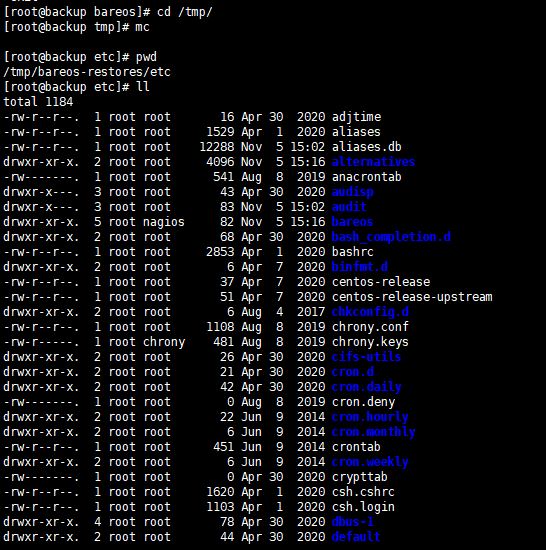 [root@backup bareos]# cd /tmp/
[root@backup tmp]# mc
[root@backup etc]# pwd
/tmp/bareos-restores/etc
[root@backup etc]# ll
total 1184
-rw-r--r--.  1 root root       16 Apr 30  2020 adjtime
-rw-r--r--.  1 root root     1529 Apr  1  2020 aliases
-rw-r--r--.  1 root root    12288 Nov  5 15:02 aliases.db
drwxr-xr-x.  2 root root     4096 Nov  5 15:16 alternatives
-rw-------.  1 root root      541 Aug  8  2019 anacrontab
drwxr-x---.  3 root root       43 Apr 30  2020 audisp
drwxr-x---.  3 root root       83 Nov  5 15:02 audit
drwxr-xr-x.  5 root nagios     82 Nov  5 15:16 bareos
drwxr-xr-x.  2 root root       68 Apr 30  2020 bash_completion.d
-rw-r--r--.  1 root root     2853 Apr  1  2020 bashrc
drwxr-xr-x.  2 root root        6 Apr  7  2020 binfmt.d
-rw-r--r--.  1 root root       37 Apr  7  2020 centos-release
-rw-r--r--.  1 root root       51 Apr  7  2020 centos-release-upstream
drwxr-xr-x.  2 root root        6 Aug  4  2017 chkconfig.d
-rw-r--r--.  1 root root     1108 Aug  8  2019 chrony.conf
-rw-r-----.  1 root chrony    481 Aug  8  2019 chrony.keys
drwxr-xr-x.  2 root root       26 Apr 30  2020 cifs-utils
drwxr-xr-x.  2 root root       21 Apr 30  2020 cron.d
drwxr-xr-x.  2 root root       42 Apr 30  2020 cron.daily
-rw-------.  1 root root        0 Aug  8  2019 cron.deny
drwxr-xr-x.  2 root root       22 Jun  9  2014 cron.hourly
drwxr-xr-x.  2 root root        6 Jun  9  2014 cron.monthly
-rw-r--r--.  1 root root      451 Jun  9  2014 crontab
drwxr-xr-x.  2 root root        6 Jun  9  2014 cron.weekly
-rw-------.  1 root root        0 Apr 30  2020 crypttab
-rw-r--r--.  1 root root     1620 Apr  1  2020 csh.cshrc
-rw-r--r--.  1 root root     1103 Apr  1  2020 csh.login
drwxr-xr-x.  4 root root       78 Apr 30  2020 dbus-1
drwxr-xr-x.  2 root root       44 Apr 30  2020 default